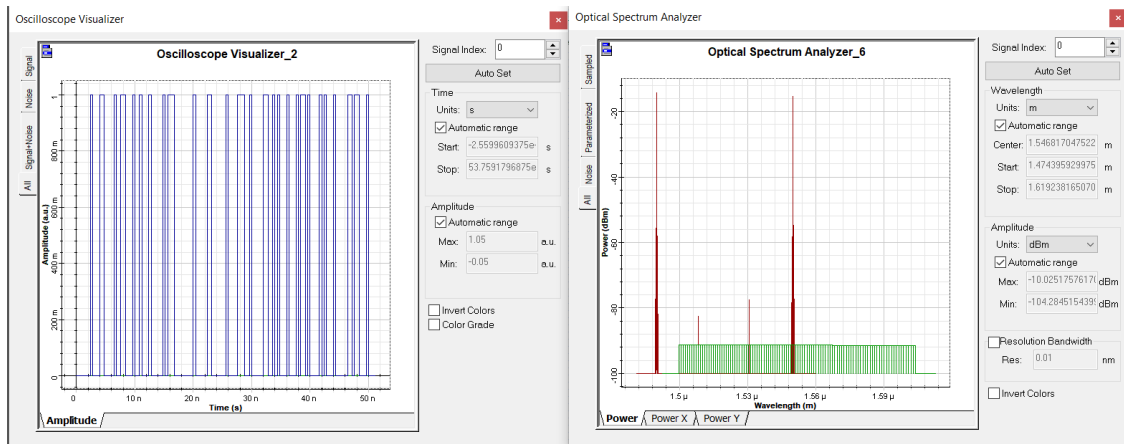 Oscilloscope Visualizer
Oscilloscope Visualizer_2
Signal
Noise
Signal+Noise
All
Amplitude (a.u.)
1
800 m
600 m
400 m
200 m
0
0
10 n
20 n
30 n
40 n
50 n
Time (s)
Amplitude
Signal Index: 0
Auto Set
Time
Units: s
Automatic range
Start: -2.5599609375e- s
Stop: 53.7591796875e s
Amplitude
Automatic range
Max: 1.05 a.u.
Min: -0.05 a.u.
Invert Colors
Color Grade
Optical Spectrum Analyzer
Optical Spectrum Analyzer_6
Sampled
Parameterized
Noise
All
Power (dBm)
-20
-40
-60
-80
-100
1.5 µ
1.53 µ
1.56 µ
1.59 µ
Wavelength (m)
Power
Power X
Power Y
Signal Index: 0
Auto Set
Wavelength
Units: m
Automatic range
Center: 1.546817047522 m
Start: 1.474395929975 m
Stop: 1.619238165070 m
Amplitude
Units: dBm
Automatic range
Max: -10.0251757617( dBm
Min: -104.2845154399 dBm
Resolution Bandwidth
Res: 0.01 nm
Invert Colors